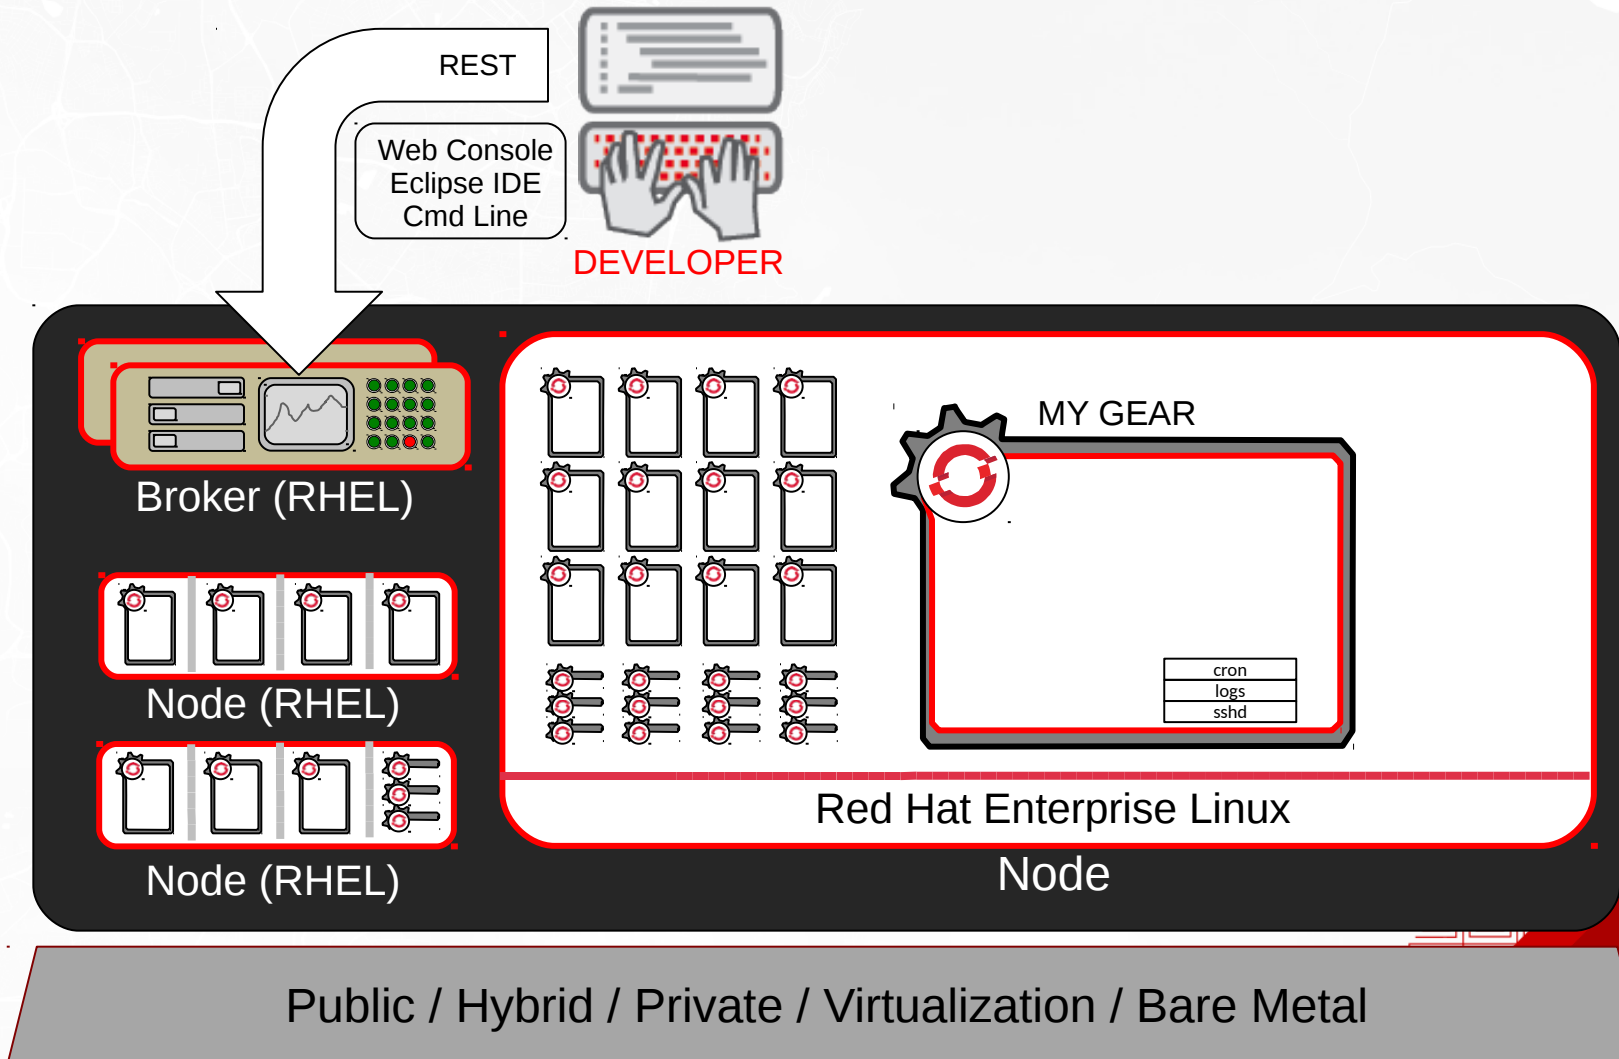 REST
Web Console
Eclipse IDE
Cmd Line
DEVELOPER
MY GEAR
Broker (RHEL)
cron
logs
sshd
Node (RHEL)
Red Hat Enterprise Linux
Node (RHEL)
Node
Public / Hybrid / Private / Virtualization / Bare Metal